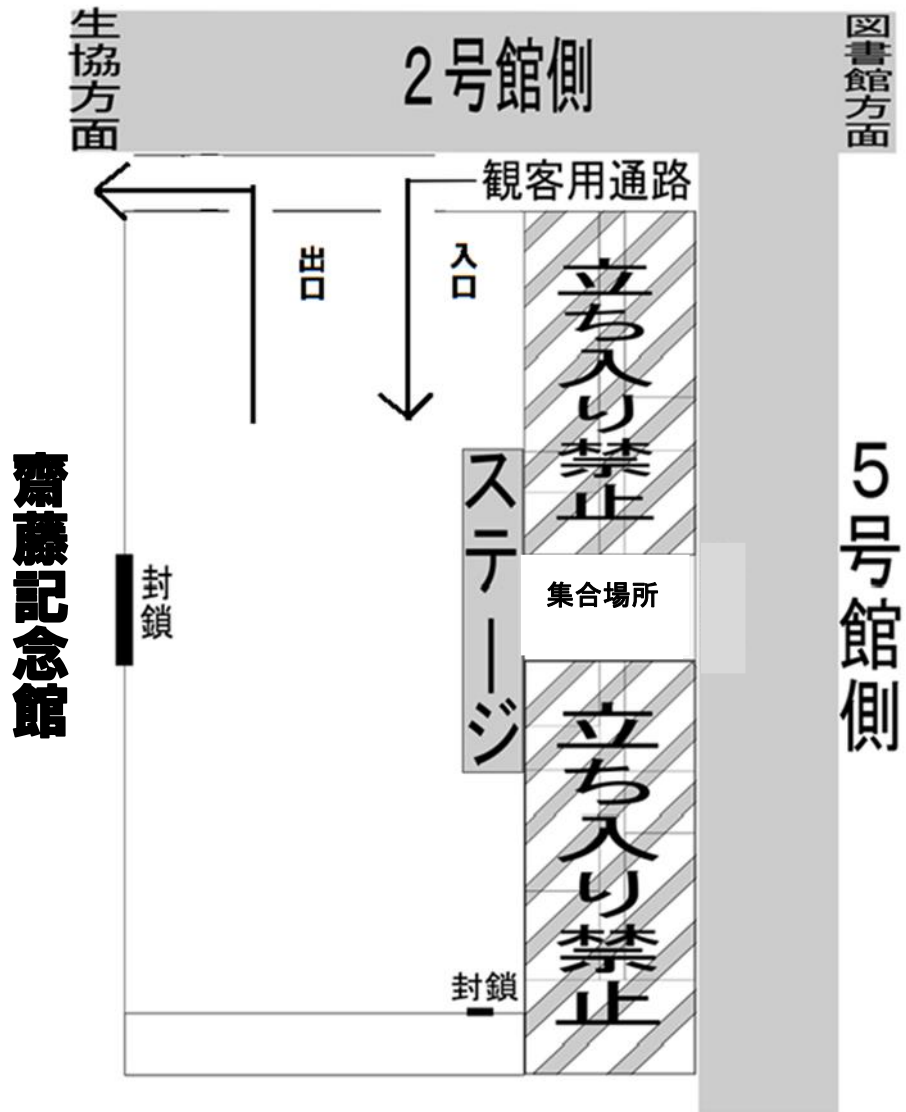 生協方面
2号館側
図書館方面
観客用通路
出口
入口
立ち入り禁止
齋藤記念館
封鎖
ステージ
集合場所
5号館側
立ち入り禁止
封鎖